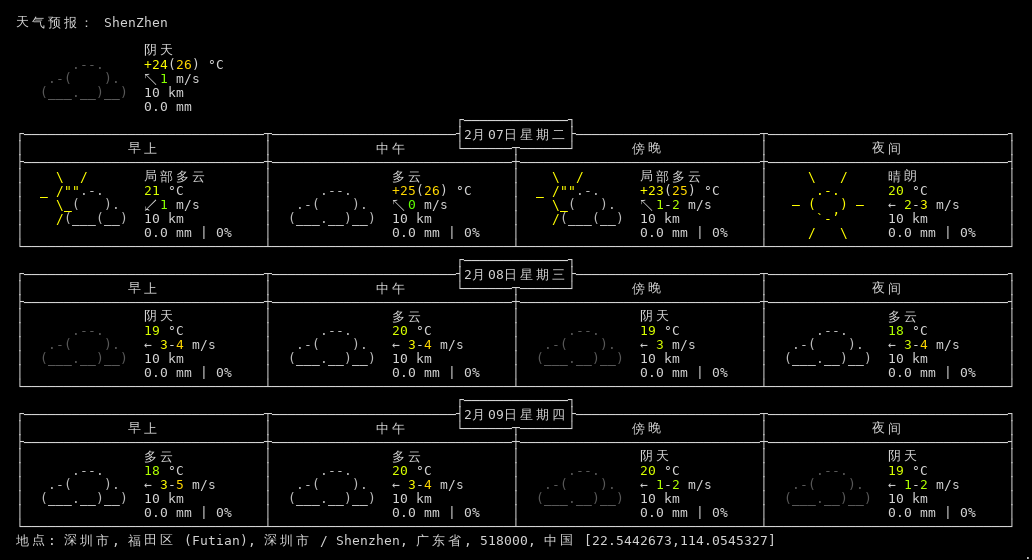 天气预报： ShenZhen
阴天
+24(26) °C
↖1 m/s
10 km
0.0 mm
2月07日星期二
早上 中午 傍晚 夜间
局部多云 多云 局部多云 晴朗
21 °C +25(26) °C +23(25) °C 20 °C
↙1 m/s ↖0 m/s ↖1-2 m/s ← 2-3 m/s
10 km 10 km 10 km 10 km
0.0 mm | 0% 0.0 mm | 0% 0.0 mm | 0% 0.0 mm | 0%
2月08日星期三
早上 中午 傍晚 夜间
阴天 多云 阴天 多云
19 °C 20 °C 19 °C 18 °C
← 3-4 m/s ← 3-4 m/s ← 3 m/s ← 3-4 m/s
10 km 10 km 10 km 10 km
0.0 mm | 0% 0.0 mm | 0% 0.0 mm | 0% 0.0 mm | 0%
2月09日星期四
早上 中午 傍晚 夜间
多云 多云 阴天 阴天
18 °C 20 °C 20 °C 19 °C
← 3-5 m/s ← 3-4 m/s ← 1-2 m/s ← 1-2 m/s
10 km 10 km 10 km 10 km
0.0 mm | 0% 0.0 mm | 0% 0.0 mm | 0% 0.0 mm | 0%
地点: 深圳市, 福田区 (Futian), 深圳市 / Shenzhen, 广东省, 518000, 中国 [22.5442673,114.0545327]